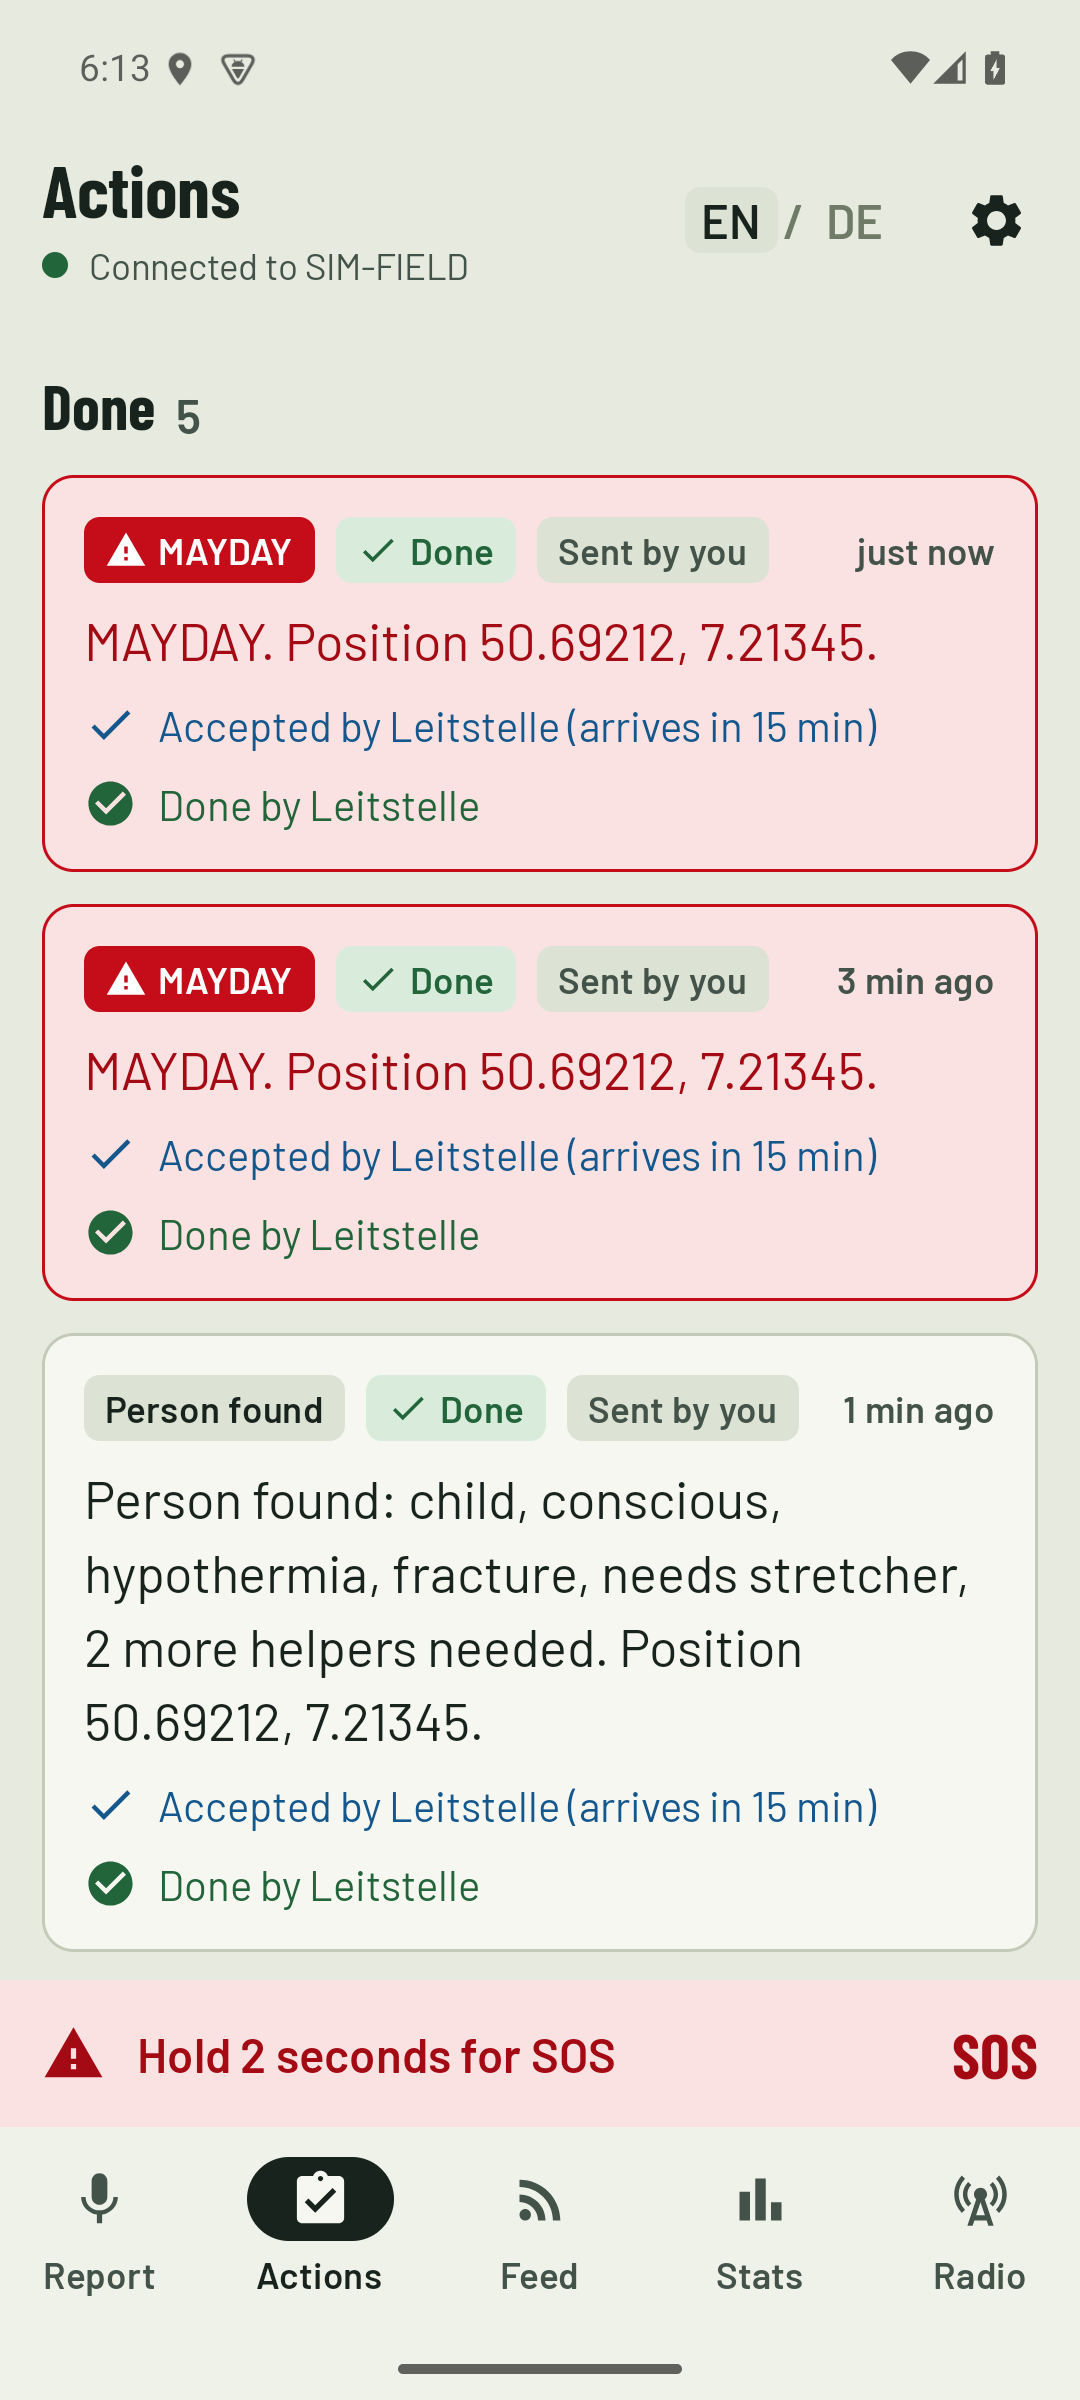 6:13
Actions
EN / DE
Connected to SIM-FIELD
Done 5
MAYDAY Done Sent by you just now
MAYDAY. Position 50.69212, 7.21345.
Accepted by Leitstelle (arrives in 15 min)
Done by Leitstelle
MAYDAY Done Sent by you 3 min ago
MAYDAY. Position 50.69212, 7.21345.
Accepted by Leitstelle (arrives in 15 min)
Done by Leitstelle
Person found Done Sent by you 1 min ago
Person found: child, conscious,
hypothermia, fracture, needs stretcher,
2 more helpers needed. Position
50.69212, 7.21345.
Accepted by Leitstelle (arrives in 15 min)
Done by Leitstelle
Hold 2 seconds for SOS SOS
Report Actions Feed Stats Radio